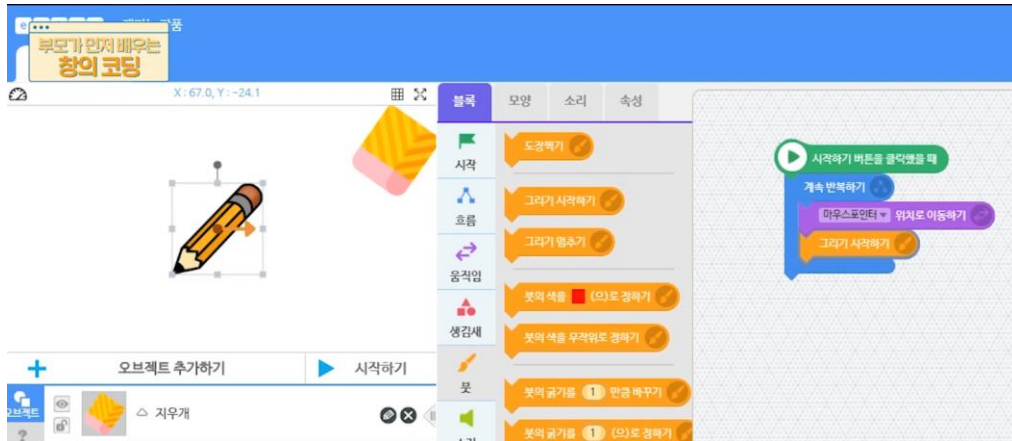 부모가 먼저 배우는
창의 코딩
X : 67.0, Y : -24.1
블록
모양
소리
속성
시작
흐름
움직임
생김새
붓
도장찍기
그리기 시작하기
그리기 멈추기
붓의 색을 (으)로 정하기
붓의 색을 무작위로 정하기
붓의 굵기를 1 만큼 바꾸기
붓의 굵기를 1 (으)로 정하기
시작하기 버튼을 클릭했을 때
계속 반복하기
마우스포인터 위치로 이동하기
그리기 시작하기
+ 오브젝트 추가하기
시작하기
오브젝트
지우개
?